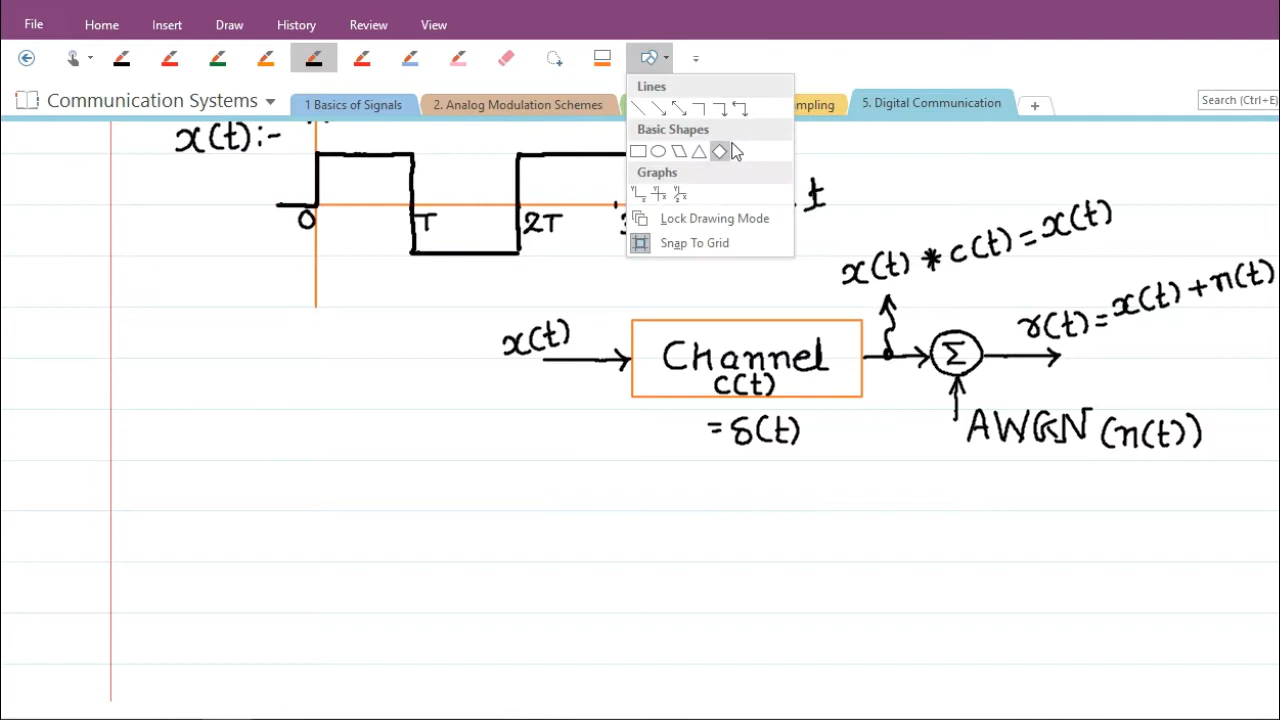 File Home Insert Draw History Review View
Lines
Communication Systems 1 Basics of Signals 2. Analog Modulation Schemes mpling 5. Digital Communication + Search (Ctrl+E)
Basic Shapes
x(t):-
Graphs
0 T 2T t
Lock Drawing Mode
Snap To Grid
x(t) * c(t) = x(t)
x(t) Channel Σ r(t) = x(t) + n(t)
c(t)
= δ(t) AWGN (n(t))